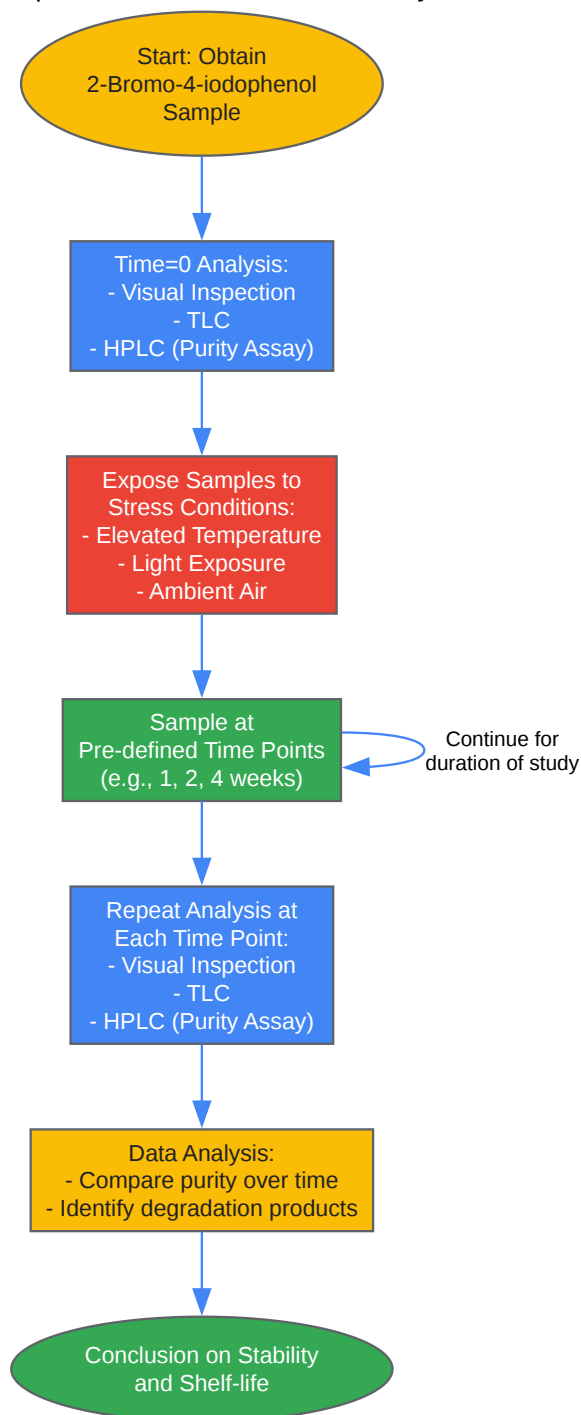 Start: Obtain
2-Bromo-4-iodophenol
Sample
Time=0 Analysis:
- Visual Inspection
- TLC
- HPLC (Purity Assay)
Expose Samples to
Stress Conditions:
- Elevated Temperature
- Light Exposure
- Ambient Air
Sample at
Pre-defined Time Points
(e.g., 1, 2, 4 weeks)
Continue for
duration of study
Repeat Analysis at
Each Time Point:
- Visual Inspection
- TLC
- HPLC (Purity Assay)
Data Analysis:
- Compare purity over time
- Identify degradation products
Conclusion on Stability
and Shelf-life